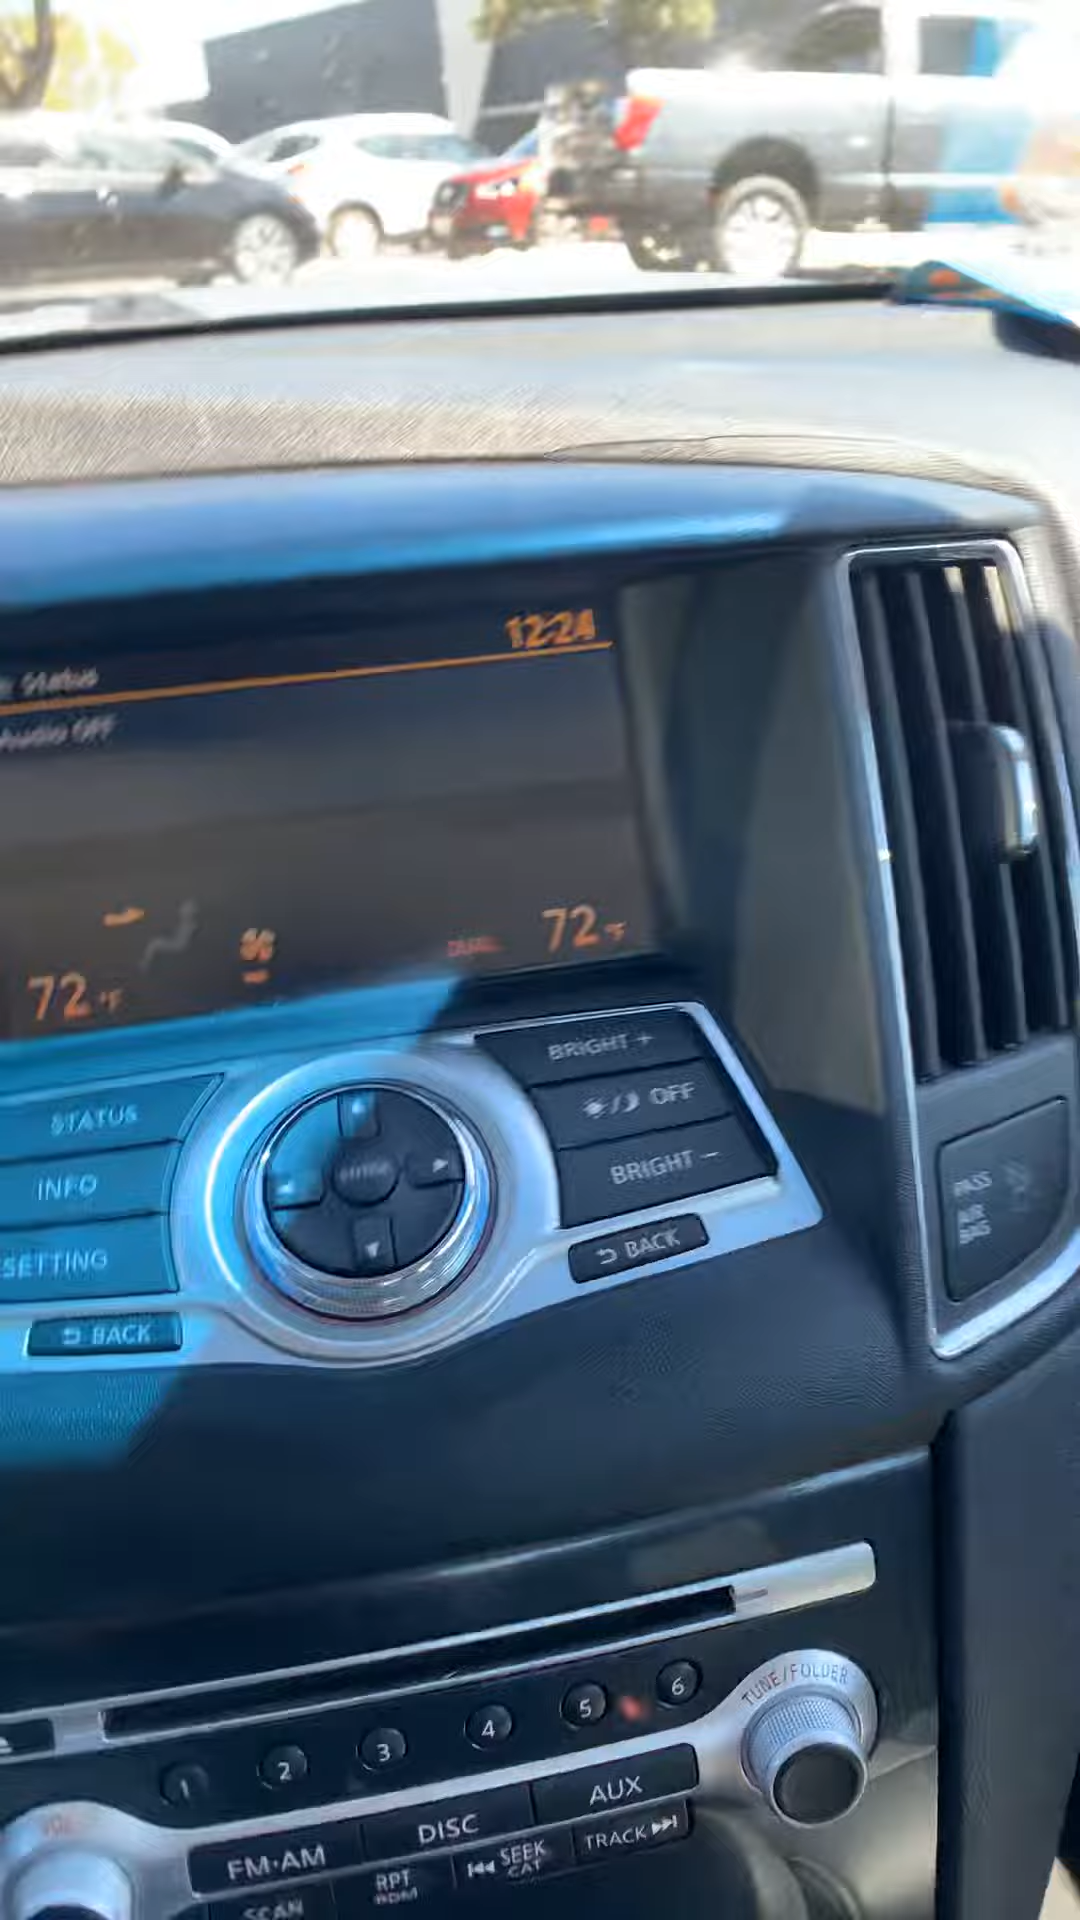 12:24
Status
Audio OFF
72°F
DUAL
72°F
BRIGHT +
OFF
BRIGHT −
BACK
STATUS
INFO
SETTING
BACK
PASS
AIR
BAG
TUNE/FOLDER
1 2 3 4 5 6
FM·AM DISC AUX
SCAN
RPT
RDM
SEEK
CAT
TRACK